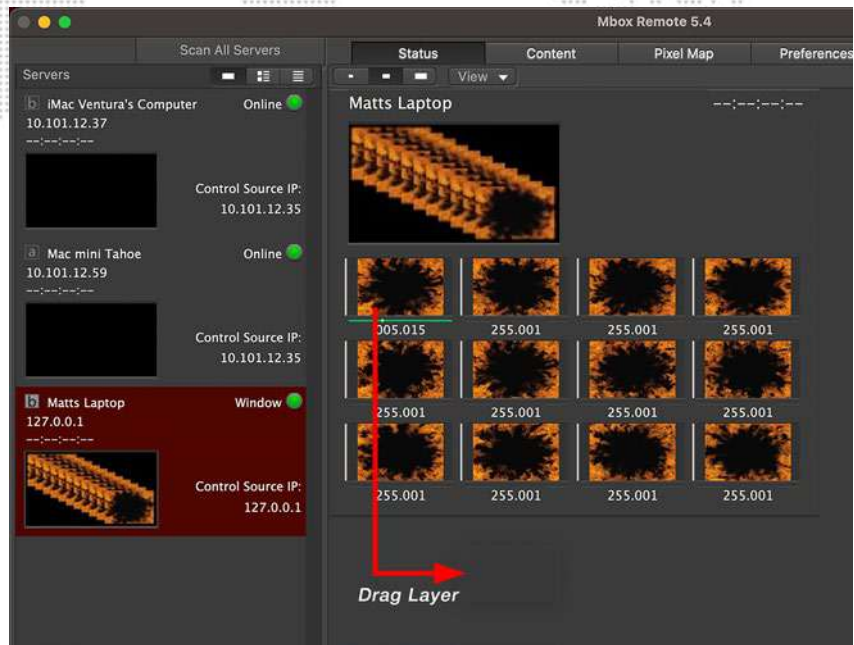 Mbox Remote 5.4
Scan All Servers
Status Content Pixel Map Preferences
Servers
View
b iMac Ventura's Computer Online
10.101.12.37
--:--:--:--
Control Source IP:
10.101.12.35
a Mac mini Tahoe Online
10.101.12.59
--:--:--:--
Control Source IP:
10.101.12.35
b Matts Laptop Window
127.0.0.1
--:--:--:--
Control Source IP:
127.0.0.1
Matts Laptop --:--:--:--
005.015 255.001 255.001 255.001
255.001 255.001 255.001 255.001
255.001 255.001 255.001 255.001
Drag Layer